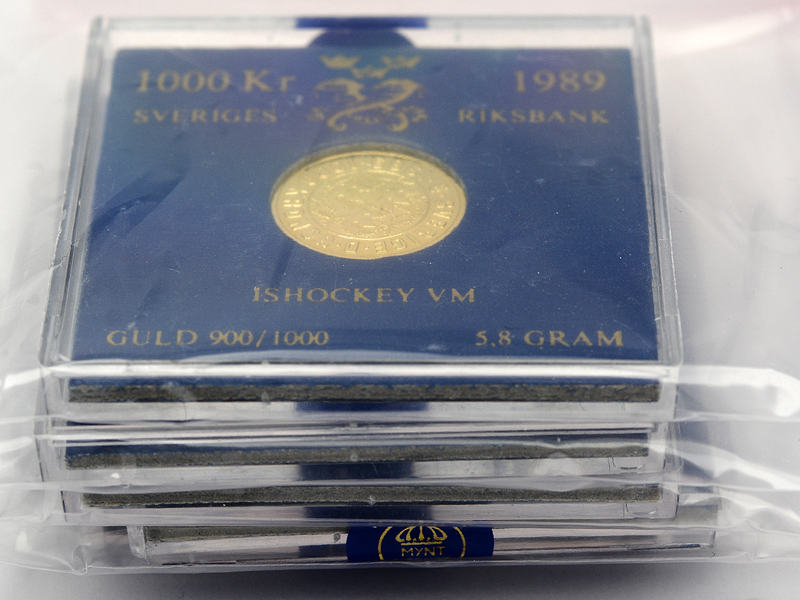 1000 Kr 1989
SVERIGES RIKSBANK
ISHOCKEY VM
GULD 900/1000 5,8 GRAM
MYNT